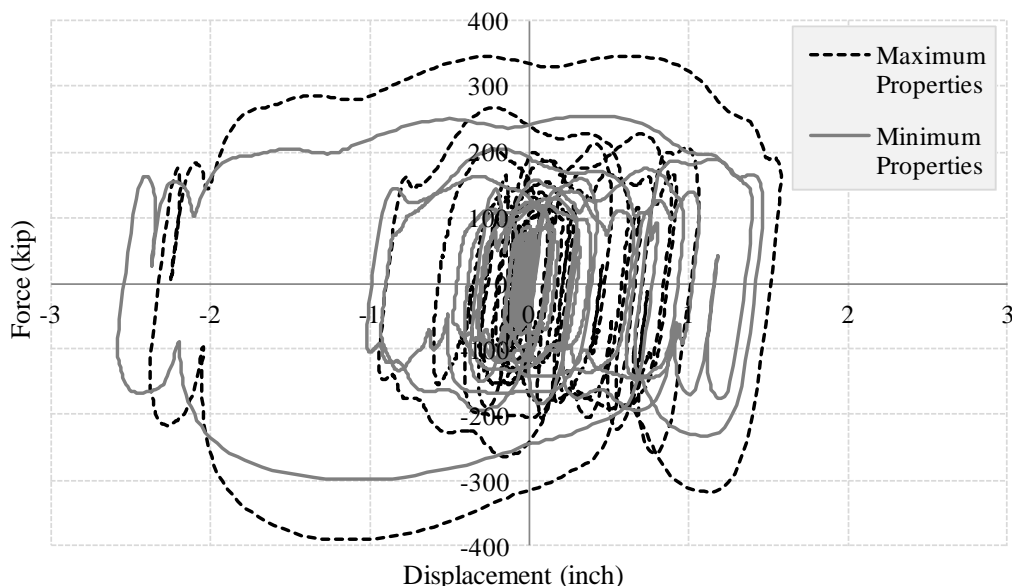 400
300
200
100
0
-100
-200
-300
-400
-3
-2
-1
0
1
2
3
Force (kip)
Displacement (inch)
Maximum
Properties
Minimum
Properties